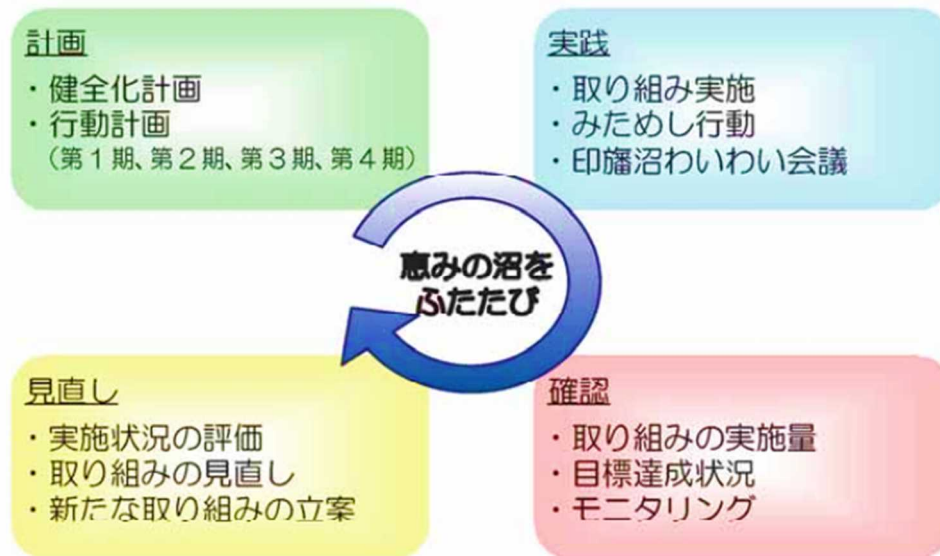 計画
・健全化計画
・行動計画
（第１期、第２期、第３期、第４期）
実践
・取り組み実施
・みためし行動
・印旛沼わいわい会議
恵みの沼を
ふたたび
見直し
・実施状況の評価
・取り組みの見直し
・新たな取り組みの立案
確認
・取り組みの実施量
・目標達成状況
・モニタリング